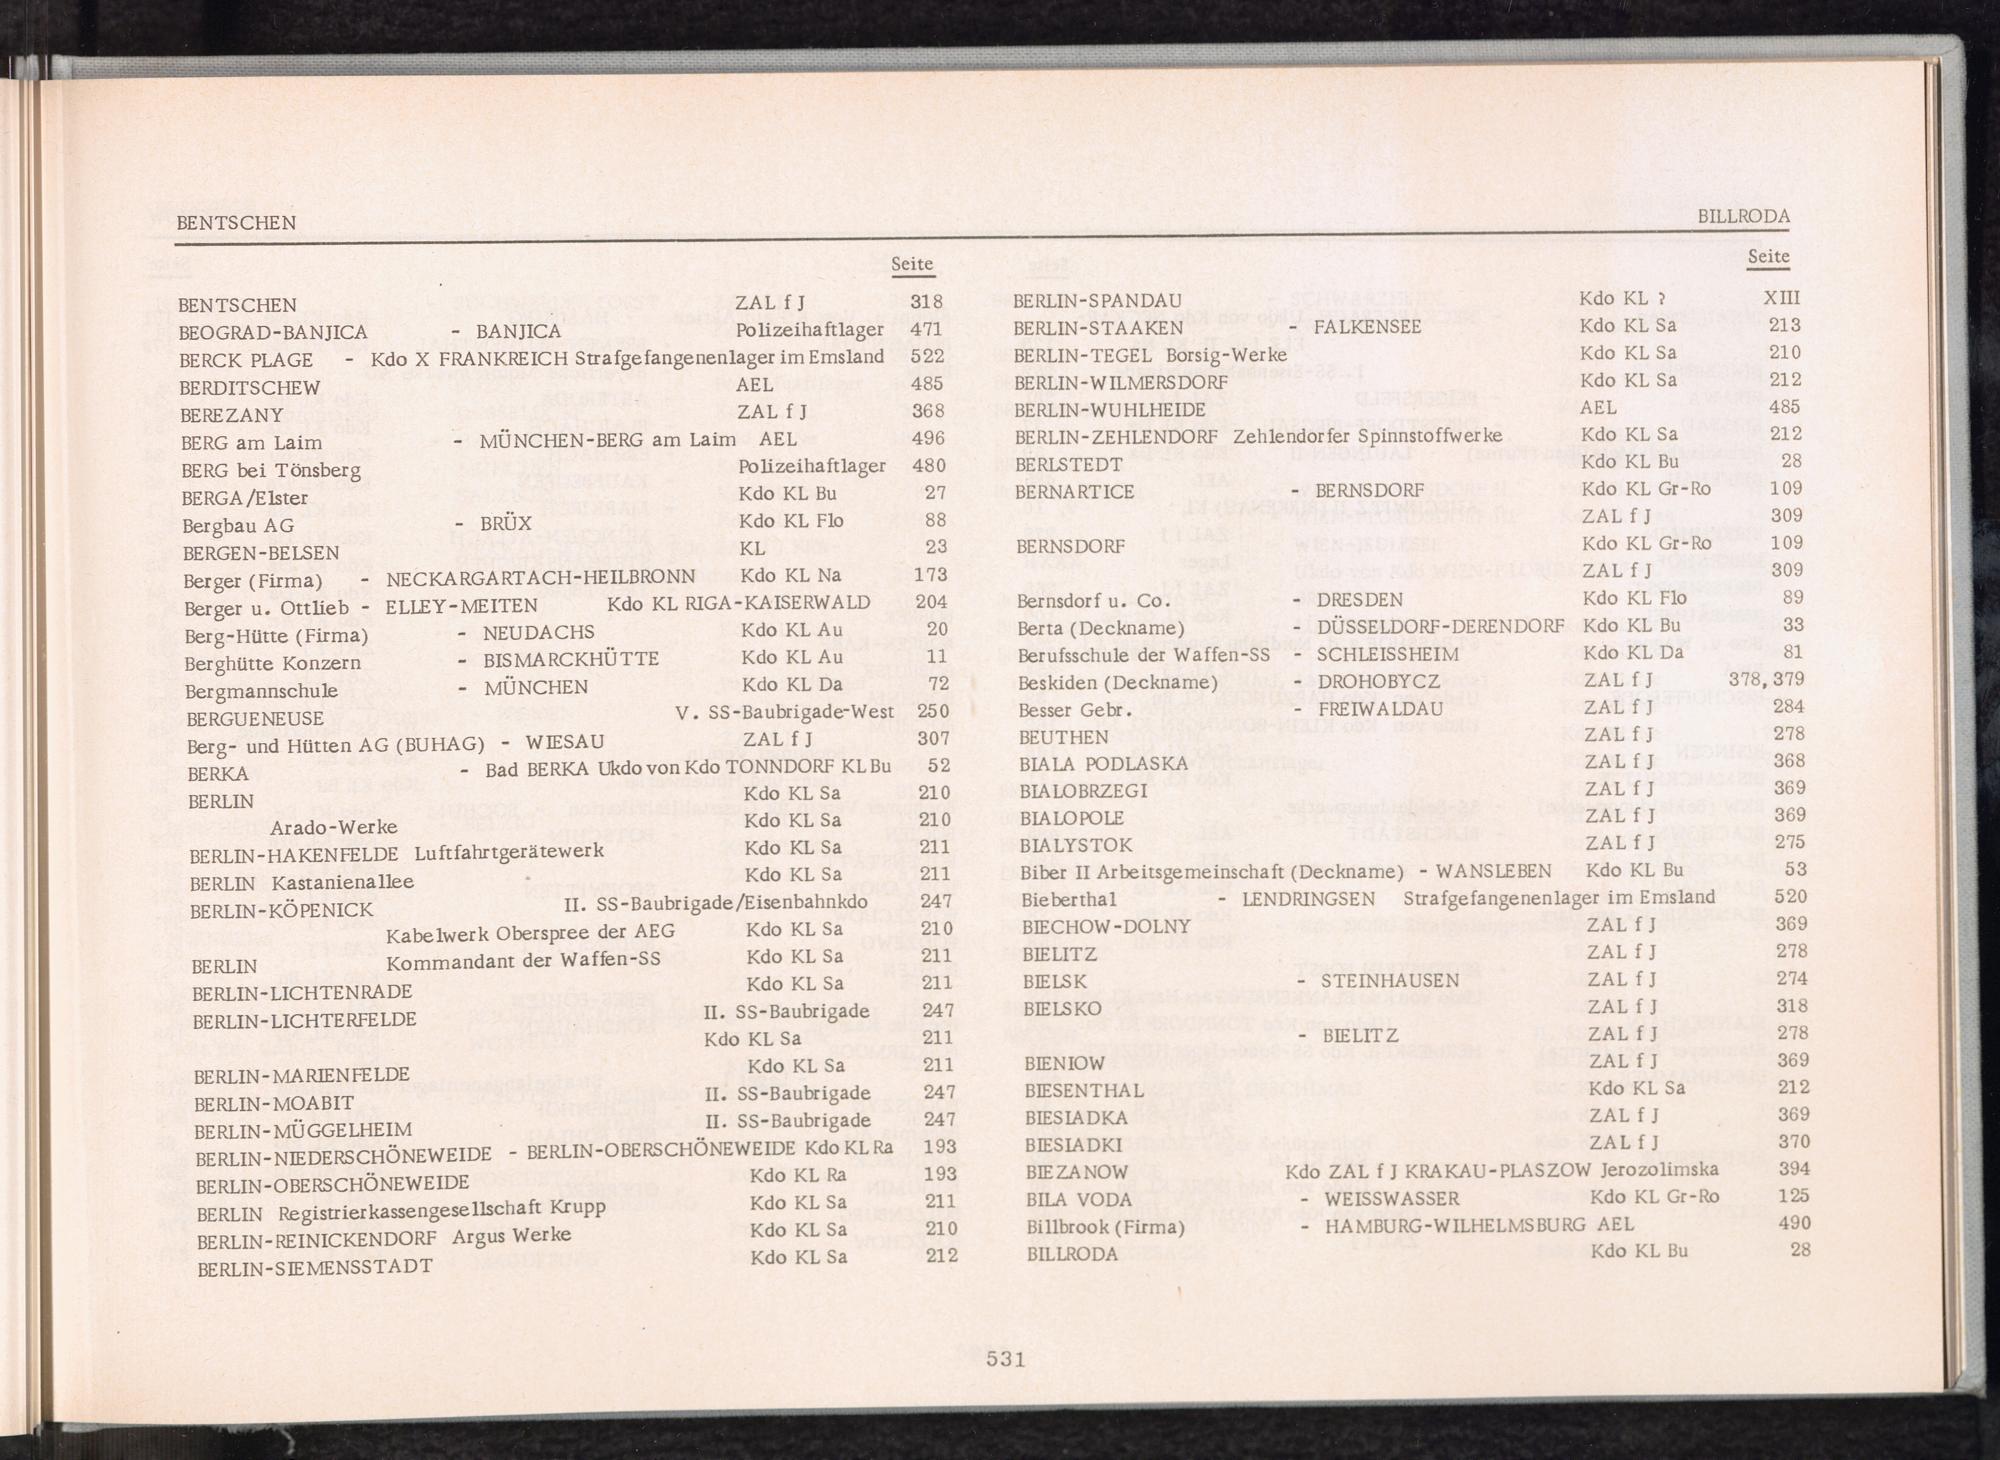 BENTSCHEN BILLRODA
Seite
BENTSCHEN ZAL f J 318
BEOGRAD-BANJICA - BANJICA Polizeihaftlager 471
BERCK PLAGE - Kdo X FRANKREICH Strafgefangenenlager im Emsland 522
BERDITSCHEW AEL 485
BEREZANY ZAL f J 368
BERG am Laim - MÜNCHEN-BERG am Laim AEL 496
BERG bei Tönsberg Polizeihaftlager 480
BERGA/Elster Kdo KL Bu 27
Bergbau AG - BRÜX Kdo KL Flo 88
BERGEN-BELSEN KL 23
Berger (Firma) - NECKARGARTACH-HEILBRONN Kdo KL Na 173
Berger u. Ottlieb - ELLEY-MEITEN Kdo KL RIGA-KAISERWALD 204
Berg-Hütte (Firma) - NEUDACHS Kdo KL Au 20
Berghütte Konzern - BISMARCKHÜTTE Kdo KL Au 11
Bergmannschule - MÜNCHEN Kdo KL Da 72
BERGUENEUSE V. SS-Baubrigade-West 250
Berg- und Hütten AG (BUHAG) - WIESAU ZAL f J 307
BERKA - Bad BERKA Ukdo von Kdo TONNDORF KL Bu 52
BERLIN Kdo KL Sa 210
Arado-Werke Kdo KL Sa 210
BERLIN-HAKENFELDE Luftfahrtgerätewerk Kdo KL Sa 211
BERLIN Kastanienallee Kdo KL Sa 211
BERLIN-KÖPENICK II. SS-Baubrigade/Eisenbahnkdo 247
Kabelwerk Oberspree der AEG Kdo KL Sa 210
BERLIN Kommandant der Waffen-SS Kdo KL Sa 211
BERLIN-LICHTENRADE Kdo KL Sa 211
BERLIN-LICHTERFELDE II. SS-Baubrigade 247
Kdo KL Sa 211
BERLIN-MARIENFELDE Kdo KL Sa 211
BERLIN-MOABIT II. SS-Baubrigade 247
BERLIN-MÜGGELHEIM II. SS-Baubrigade 247
BERLIN-NIEDERSCHÖNEWEIDE - BERLIN-OBERSCHÖNEWEIDE Kdo KL Ra 193
BERLIN-OBERSCHÖNEWEIDE Kdo KL Ra 193
BERLIN Registrierkassengesellschaft Krupp Kdo KL Sa 211
BERLIN-REINICKENDORF Argus Werke Kdo KL Sa 210
BERLIN-SIEMENSSTADT Kdo KL Sa 212
Seite
BERLIN-SPANDAU Kdo KL ? XIII
BERLIN-STAAKEN - FALKENSEE Kdo KL Sa 213
BERLIN-TEGEL Borsig-Werke Kdo KL Sa 210
BERLIN-WILMERSDORF Kdo KL Sa 212
BERLIN-WUHLHEIDE AEL 485
BERLIN-ZEHLENDORF Zehlendorfer Spinnstoffwerke Kdo KL Sa 212
BERLSTEDT Kdo KL Bu 28
BERNARTICE - BERNSDORF Kdo KL Gr-Ro 109
ZAL f J 309
BERNSDORF Kdo KL Gr-Ro 109
ZAL f J 309
Bernsdorf u. Co. - DRESDEN Kdo KL Flo 89
Berta (Deckname) - DÜSSELDORF-DERENDORF Kdo KL Bu 33
Berufsschule der Waffen-SS - SCHLEISSHEIM Kdo KL Da 81
Beskiden (Deckname) - DROHOBYCZ ZAL f J 378, 379
Besser Gebr. - FREIWALDAU ZAL f J 284
BEUTHEN ZAL f J 278
BIALA PODLASKA ZAL f J 368
BIALOBRZEGI ZAL f J 369
BIALOPOLE ZAL f J 369
BIALYSTOK ZAL f J 275
Biber II Arbeitsgemeinschaft (Deckname) - WANSLEBEN Kdo KL Bu 53
Bieberthal - LENDRINGSEN Strafgefangenenlager im Emsland 520
BIECHOW-DOLNY ZAL f J 369
BIELITZ ZAL f J 278
BIELSK - STEINHAUSEN ZAL f J 274
BIELSKO ZAL f J 318
- BIELITZ ZAL f J 278
BIENIOW ZAL f J 369
BIESENTHAL Kdo KL Sa 212
BIESIADKA ZAL f J 369
BIESIADKI ZAL f J 370
BIEZANOW Kdo ZAL f J KRAKAU-PLASZOW Jerozolimska 394
BILA VODA - WEISSWASSER Kdo KL Gr-Ro 125
Billbrook (Firma) - HAMBURG-WILHELMSBURG AEL 490
BILLRODA Kdo KL Bu 28
531